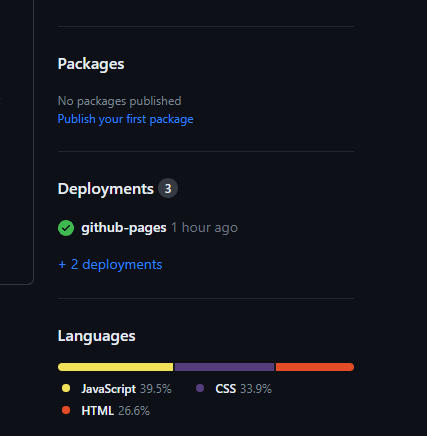 Packages
No packages published
Publish your first package
Deployments 3
github-pages 1 hour ago
+ 2 deployments
Languages
JavaScript 39.5% CSS 33.9%
HTML 26.6%